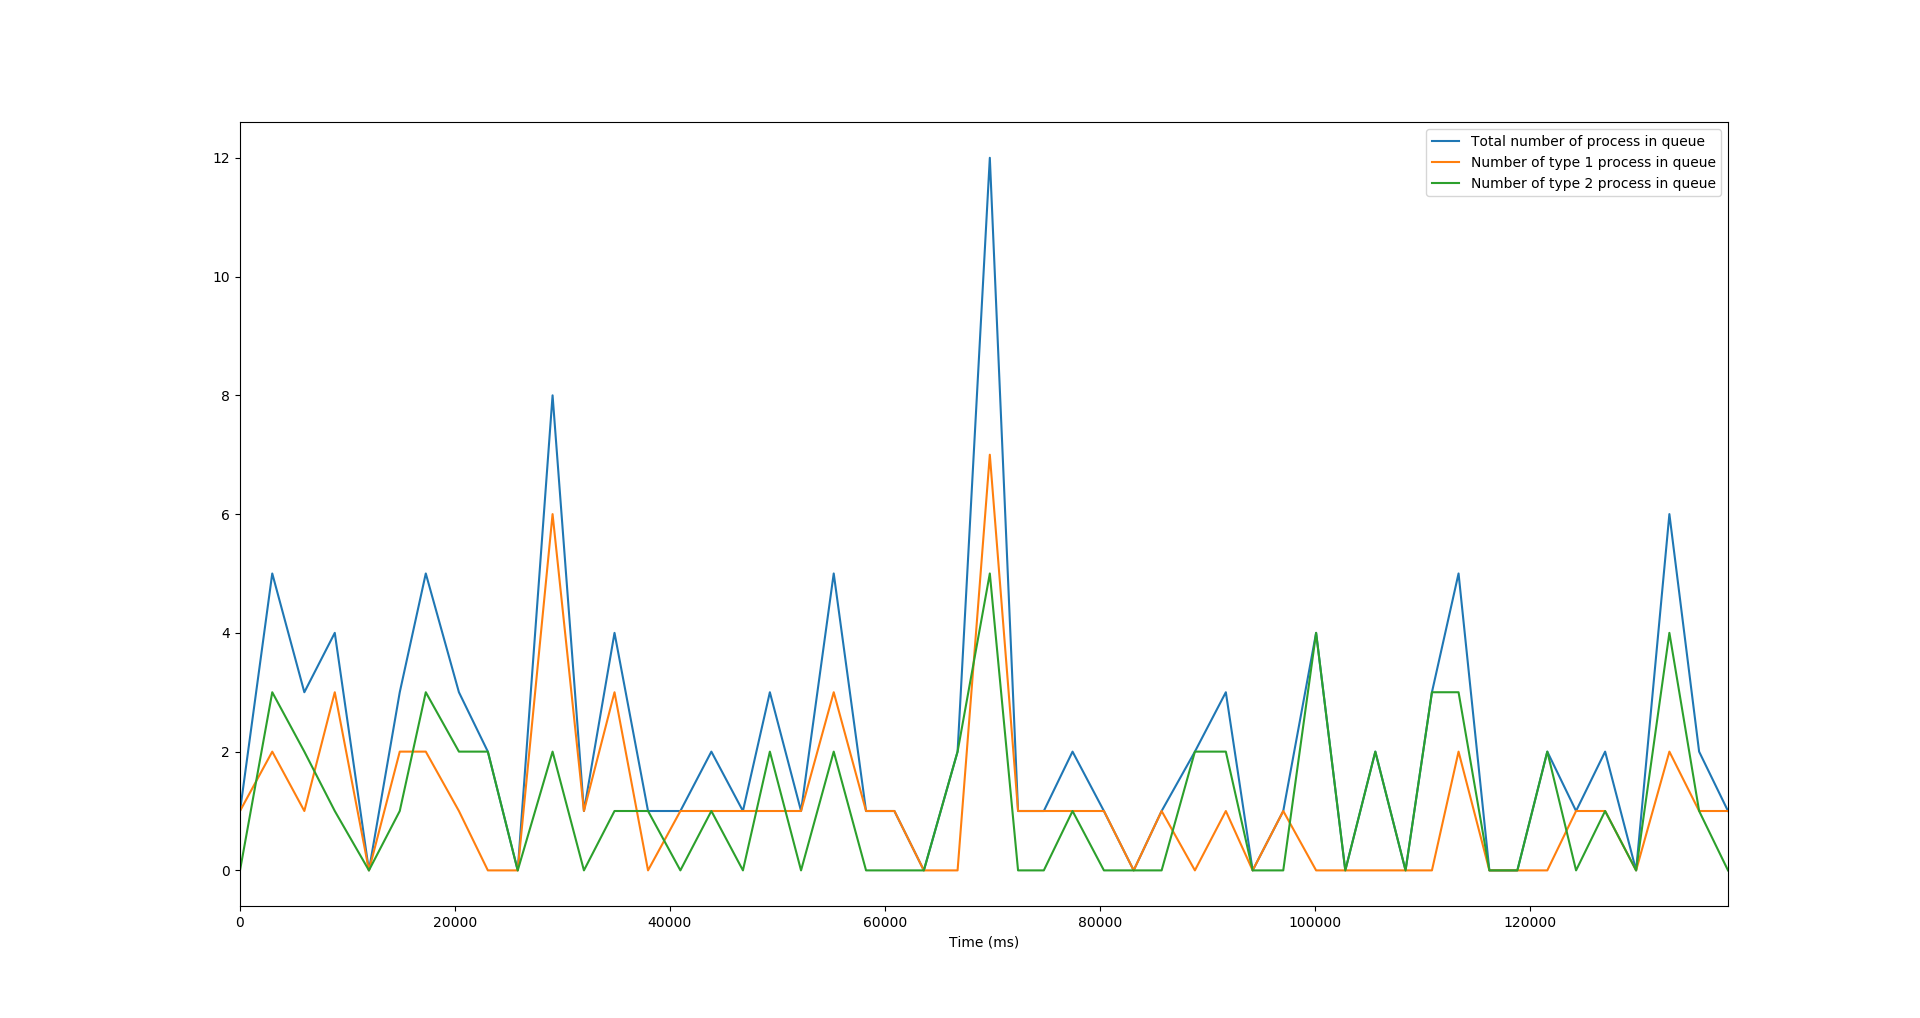 Total number of process in queue
Number of type 1 process in queue
Number of type 2 process in queue
12
10
8
6
4
2
0
0 20000 40000 60000 80000 100000 120000
Time (ms)